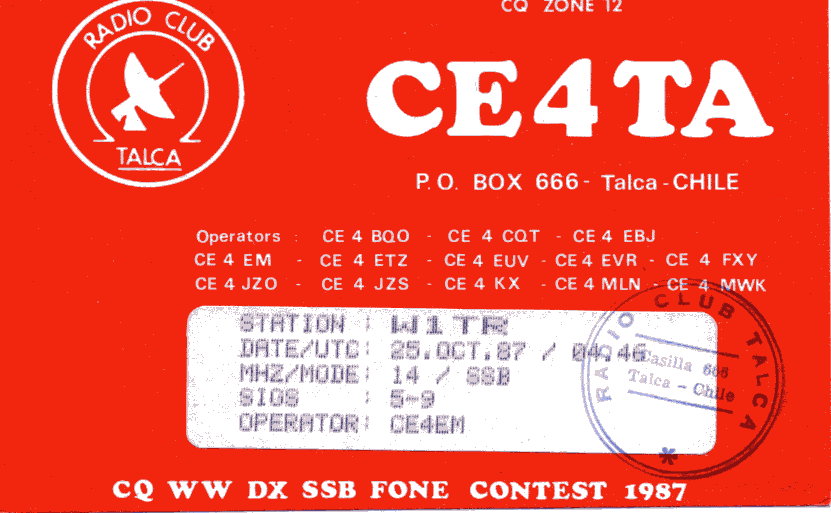 CQ ZONE 12
RADIO CLUB
TALCA
CE4TA
P.O. BOX 666 - Talca - CHILE
Operators : CE 4 BQO - CE 4 CQT - CE 4 EBJ
CE 4 EM - CE 4 ETZ - CE 4 EUV - CE 4 EVR - CE 4 FXY
CE 4 JZO - CE 4 JZS - CE 4 KX - CE 4 MLN - CE 4 MWK
STATION : W1TR
DATE/UTC: 25.OCT.87 / 04.46
MHZ/MODE: 14 / SSB
SIGS : 5-9
OPERATOR: CE4EM
RADIO CLUB TALCA
Casilla 666
Talca - Chile
*
CQ WW DX SSB FONE CONTEST 1987